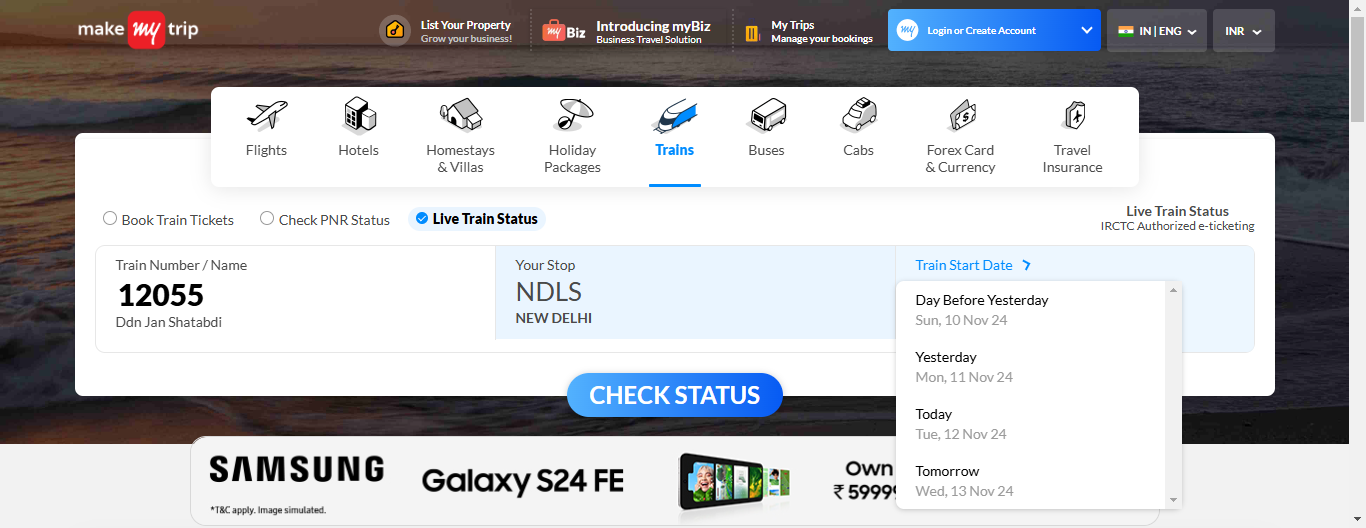 make my trip
List Your Property
Grow your business!
my Biz
Introducing myBiz
Business Travel Solution
My Trips
Manage your bookings
my
Login or Create Account
IN | ENG
INR
Flights
Hotels
Homestays
& Villas
Holiday
Packages
Trains
Buses
Cabs
Forex Card
& Currency
Travel
Insurance
Book Train Tickets
Check PNR Status
Live Train Status
Live Train Status
IRCTC Authorized e-ticketing
Train Number / Name
12055
Ddn Jan Shatabdi
Your Stop
NDLS
NEW DELHI
Train Start Date
Day Before Yesterday
Sun, 10 Nov 24
Yesterday
Mon, 11 Nov 24
Today
Tue, 12 Nov 24
Tomorrow
Wed, 13 Nov 24
CHECK STATUS
SAMSUNG
*T&C apply. Image simulated.
Galaxy S24 FE
Own
₹ 59999